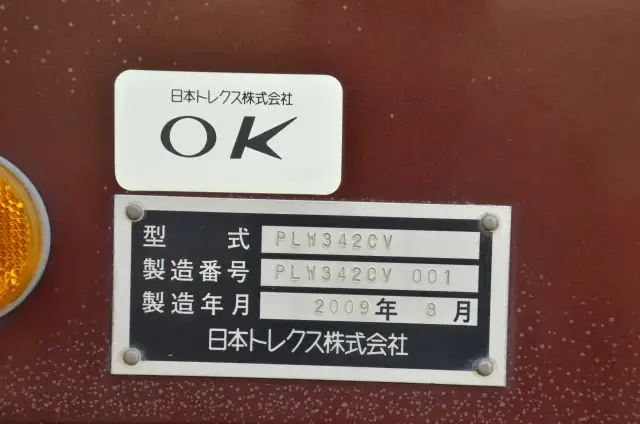 日本トレクス株式会社
OK
型 式 PLW342CV
製造番号 PLW342CV 001
製造年月 2009年 8月
日本トレクス株式会社